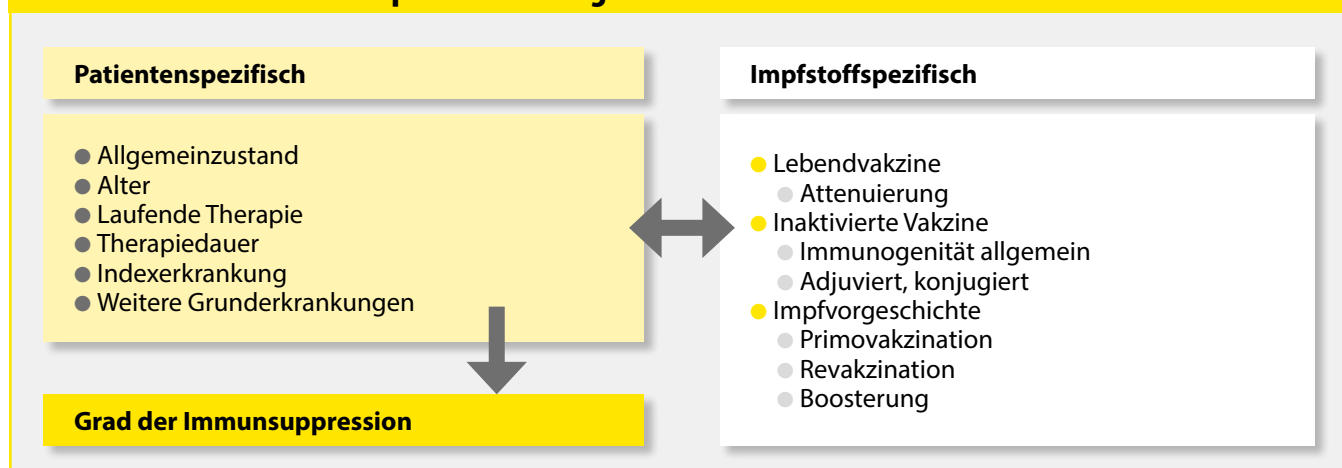 Patientenspezifisch
Allgemeinzustand
Alter
Laufende Therapie
Therapiedauer
Indexerkrankung
Weitere Grunderkrankungen
Grad der Immunsuppression
Impfstoffspezifisch
Lebendvakzine
Attenuierung
Inaktivierte Vakzine
Immunogenität allgemein
Adjuviert, konjugiert
Impfvorgeschichte
Primovakzination
Revakzination
Boosterung